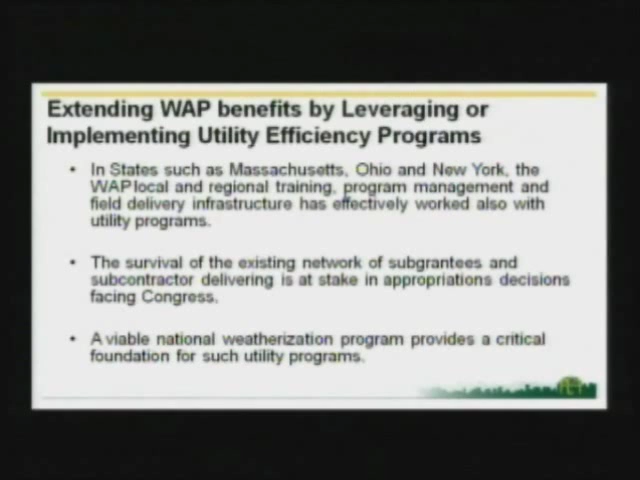 Extending WAP benefits by Leveraging or
Implementing Utility Efficiency Programs
• In States such as Massachusetts, Ohio and New York, the
WAP local and regional training, program management and
field delivery infrastructure has effectively worked also with
utility programs.
• The survival of the existing network of subgrantees and
subcontractor delivering is at stake in appropriations decisions
facing Congress.
• A viable national weatherization program provides a critical
foundation for such utility programs.